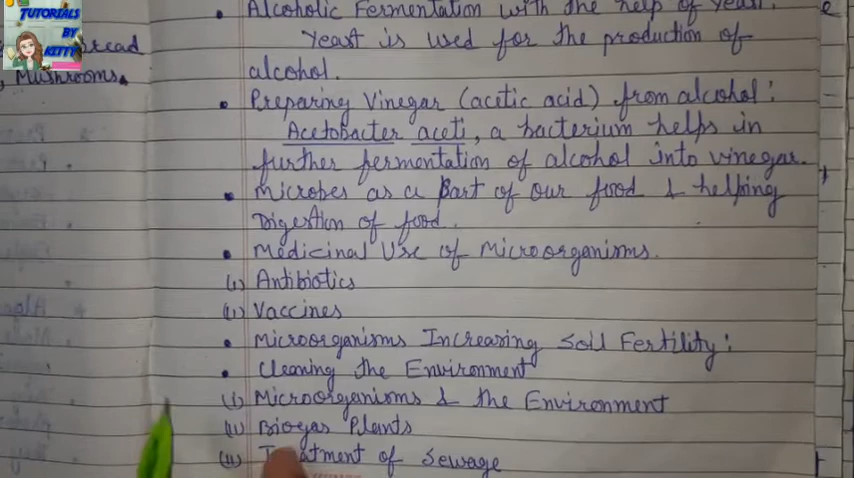 TUTORIALS
BY
KITTY
bread
, Mushrooms.
• Alcoholic Fermentation with the help of Yeast.
Yeast is used for the production of
alcohol.
• Preparing Vinegar (acetic acid) from alcohol:
Acetobacter aceti, a bacterium helps in
further fermentation of alcohol into vinegar.
• Microbes as a part of our food & helping
Digestion of food.
• Medicinal Use of Microorganisms.
(i) Antibiotics
(ii) Vaccines
• Microorganisms Increasing Soil Fertility:
• Cleaning the Environment
(i) Microorganisms & the Environment
(ii) Biogas Plants
(iii) Treatment of Sewage